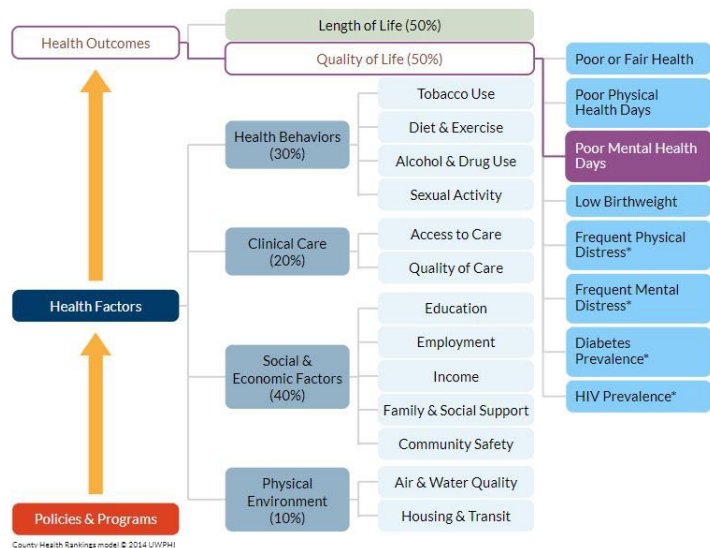 Health Outcomes
Length of Life (50%)
Quality of Life (50%)
Poor or Fair Health
Poor Physical
Health Days
Poor Mental Health
Days
Low Birthweight
Frequent Physical
Distress*
Frequent Mental
Distress*
Diabetes
Prevalence*
HIV Prevalence*
Health Factors
Health Behaviors
(30%)
Tobacco Use
Diet & Exercise
Alcohol & Drug Use
Sexual Activity
Clinical Care
(20%)
Access to Care
Quality of Care
Social &
Economic Factors
(40%)
Education
Employment
Income
Family & Social Support
Community Safety
Physical
Environment
(10%)
Air & Water Quality
Housing & Transit
Policies & Programs
County Health Rankings model © 2014 UWPHI